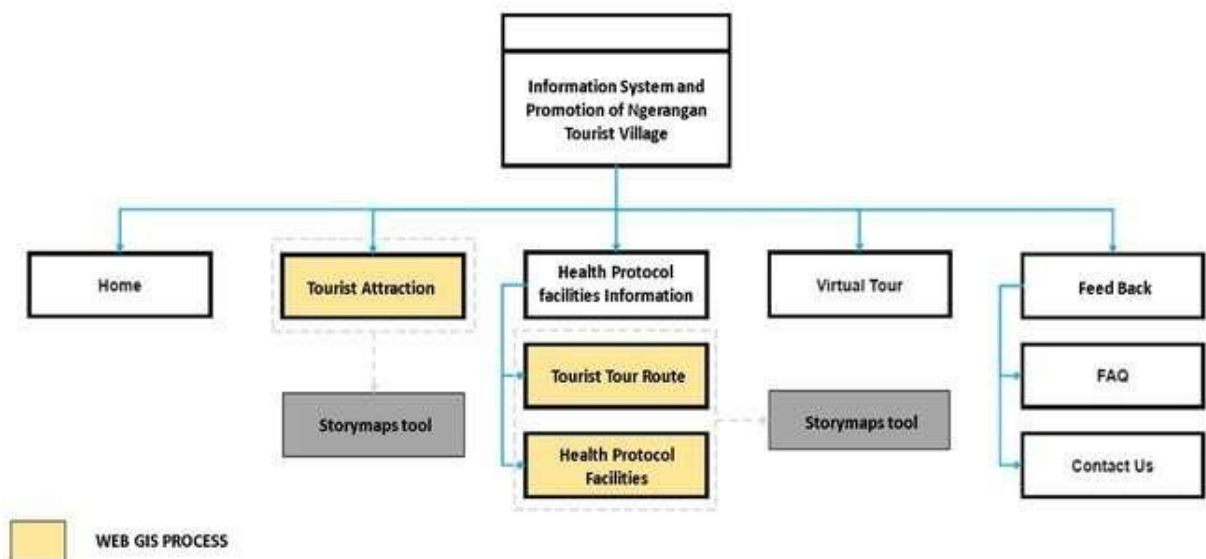 Information System and
Promotion of Ngerangan
Tourist Village
Home
Tourist Attraction
Health Protocol
facilities Information
Virtual Tour
Feed Back
Tourist Tour Route
FAQ
Storymaps tool
Storymaps tool
Health Protocol
Facilities
Contact Us
WEB GIS PROCESS